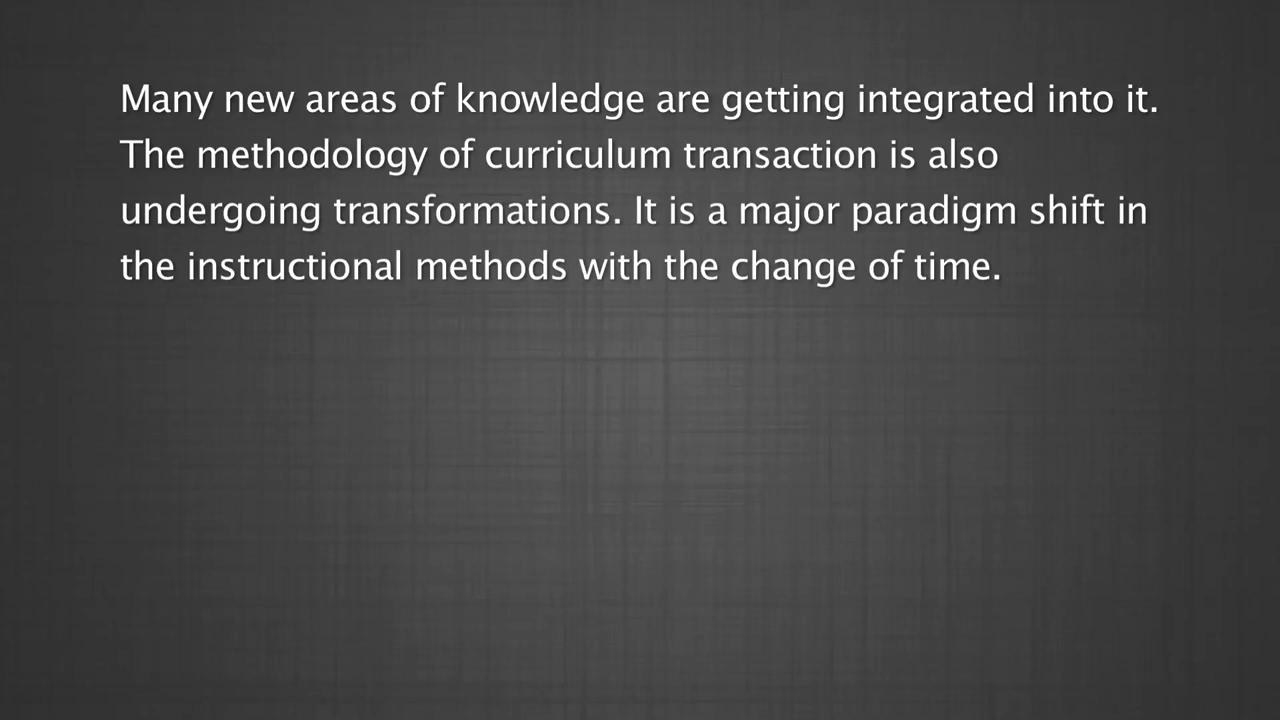 Many new areas of knowledge are getting integrated into it.
The methodology of curriculum transaction is also
undergoing transformations. It is a major paradigm shift in
the instructional methods with the change of time.